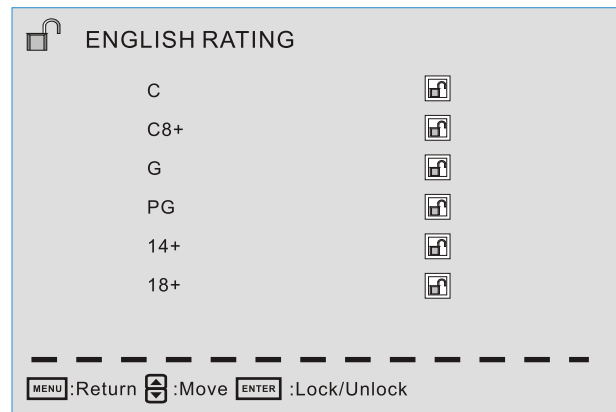 ENGLISH RATING
C
C8+
G
PG
14+
18+
MENU:Return :Move ENTER :Lock/Unlock